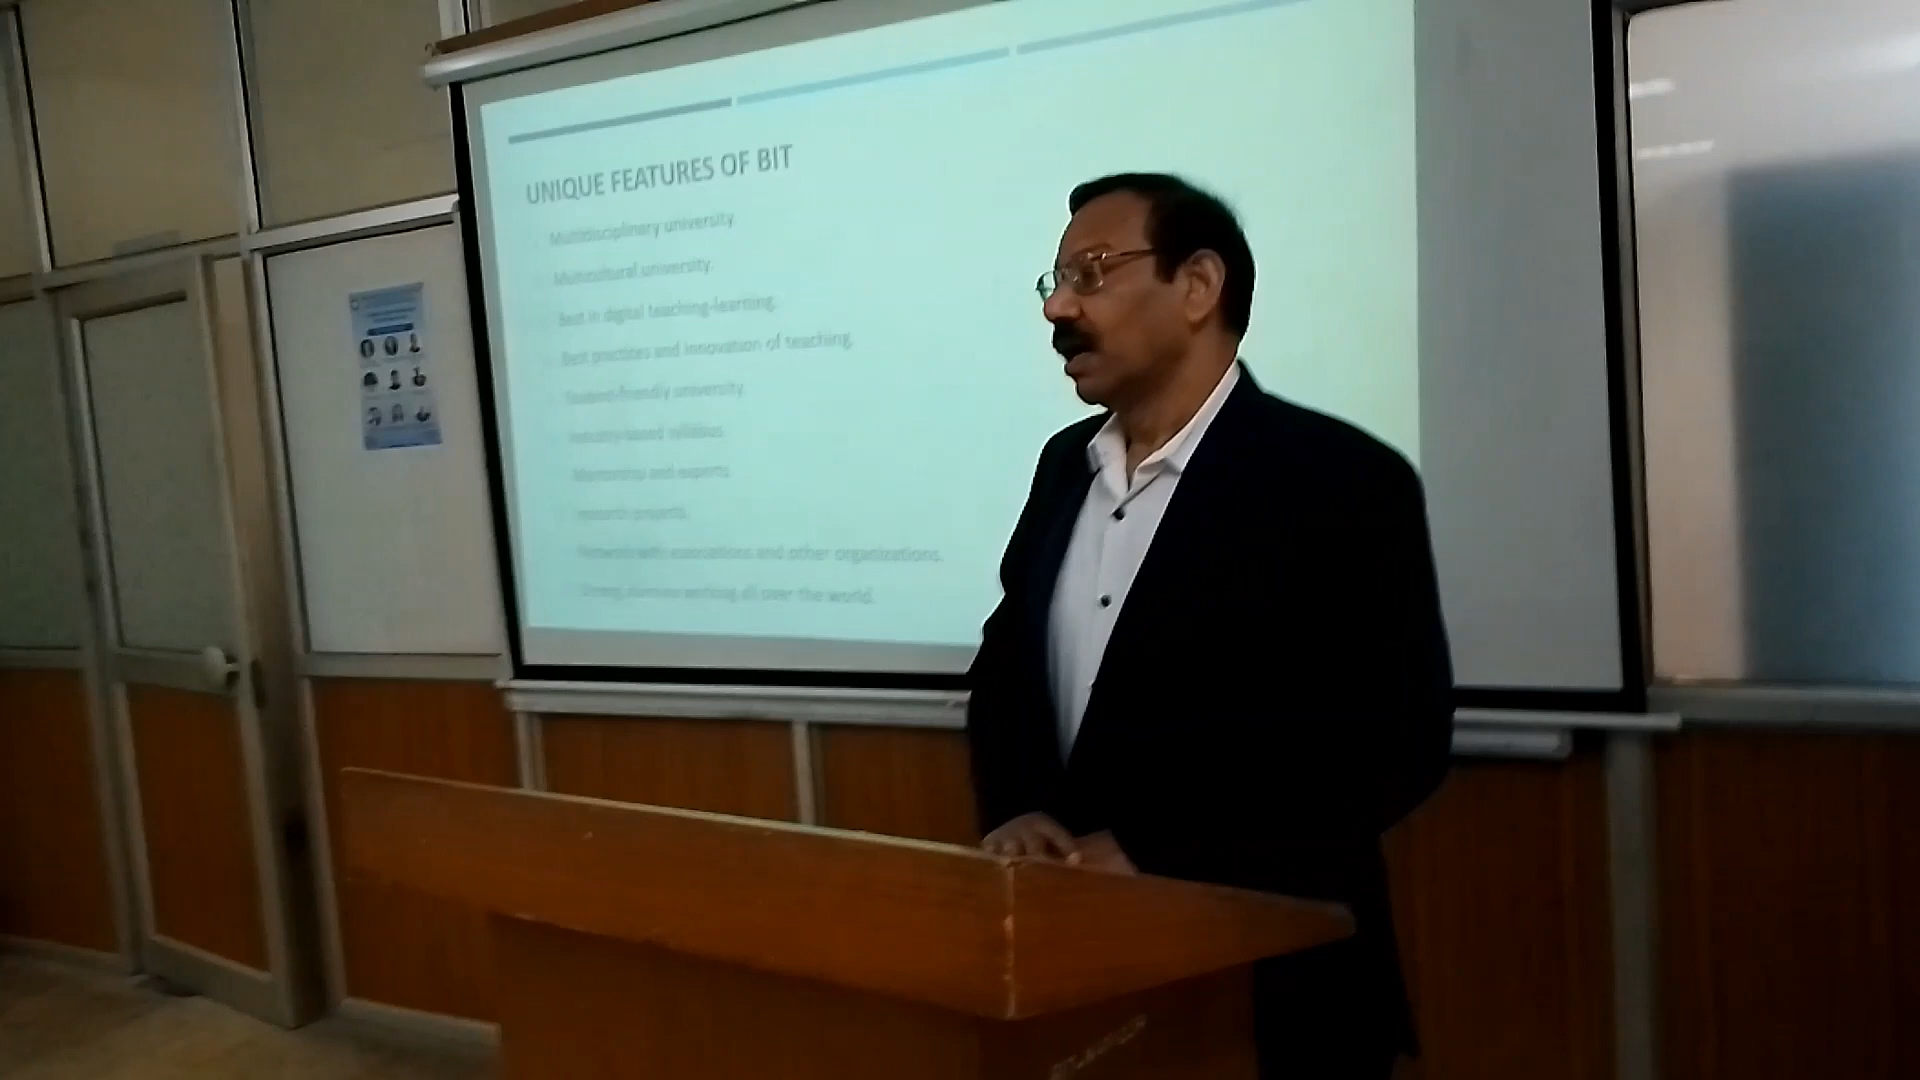 UNIQUE FEATURES OF BIT
Multidisciplinary university.
Multicultural university.
Best in digital teaching-learning.
Best practices and innovation of teaching.
Student-friendly university.
Industry-based syllabus
Mentorship and experts
research projects.
Network with associations and other organizations.
Strong alumni working all over the world.